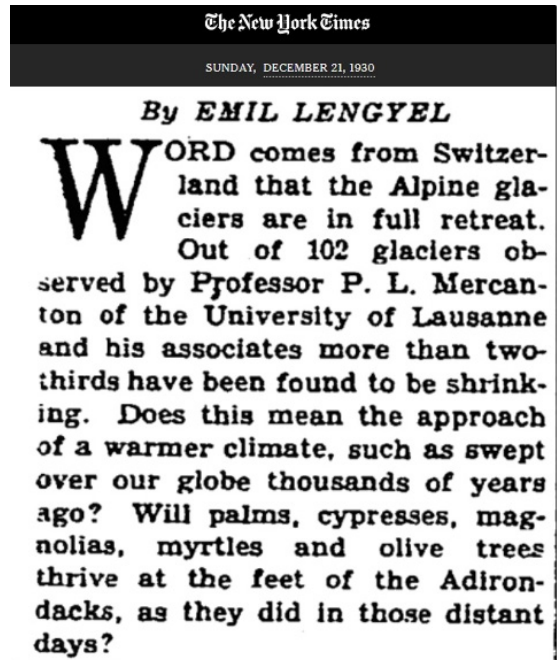 The New York Times
SUNDAY, DECEMBER 21, 1930
By EMIL LENGYEL
WORD comes from Switzer-
land that the Alpine gla-
ciers are in full retreat.
Out of 102 glaciers ob-
served by Professor P. L. Mercan-
ton of the University of Lausanne
and his associates more than two-
thirds have been found to be shrink-
ing. Does this mean the approach
of a warmer climate, such as swept
over our globe thousands of years
ago? Will palms, cypresses, mag-
nolias, myrtles and olive trees
thrive at the feet of the Adiron-
dacks, as they did in those distant
days?